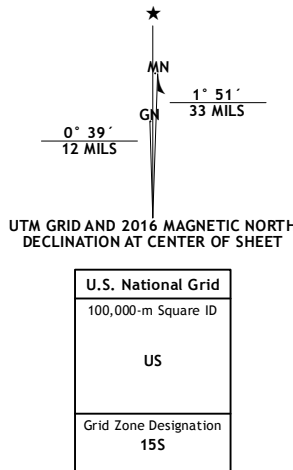 ★
MN
1° 51´
33 MILS
GN
0° 39´
12 MILS
UTM GRID AND 2016 MAGNETIC NORTH
DECLINATION AT CENTER OF SHEET
U.S. National Grid
100,000-m Square ID
US
Grid Zone Designation
15S